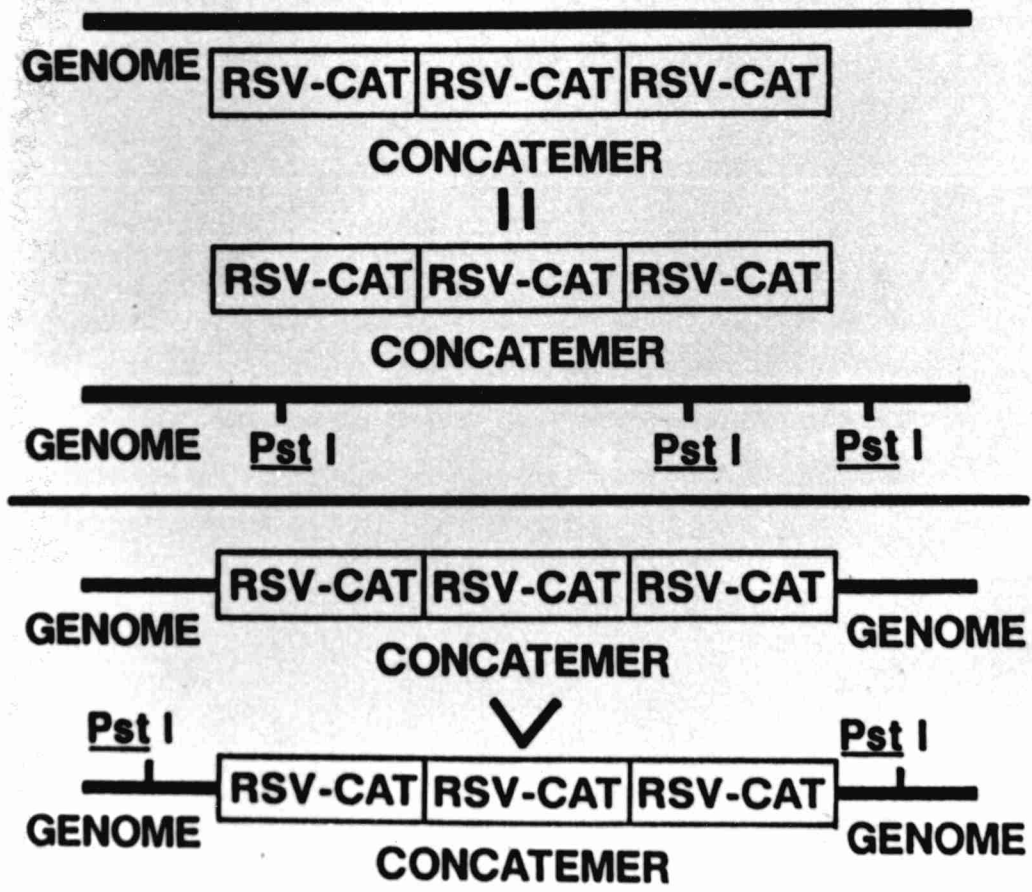 GENOME
RSV-CAT RSV-CAT RSV-CAT
CONCATEMER
RSV-CAT RSV-CAT RSV-CAT
CONCATEMER
GENOME Pst I Pst I Pst I
RSV-CAT RSV-CAT RSV-CAT
GENOME GENOME
CONCATEMER
Pst I Pst I
RSV-CAT RSV-CAT RSV-CAT
GENOME GENOME
CONCATEMER